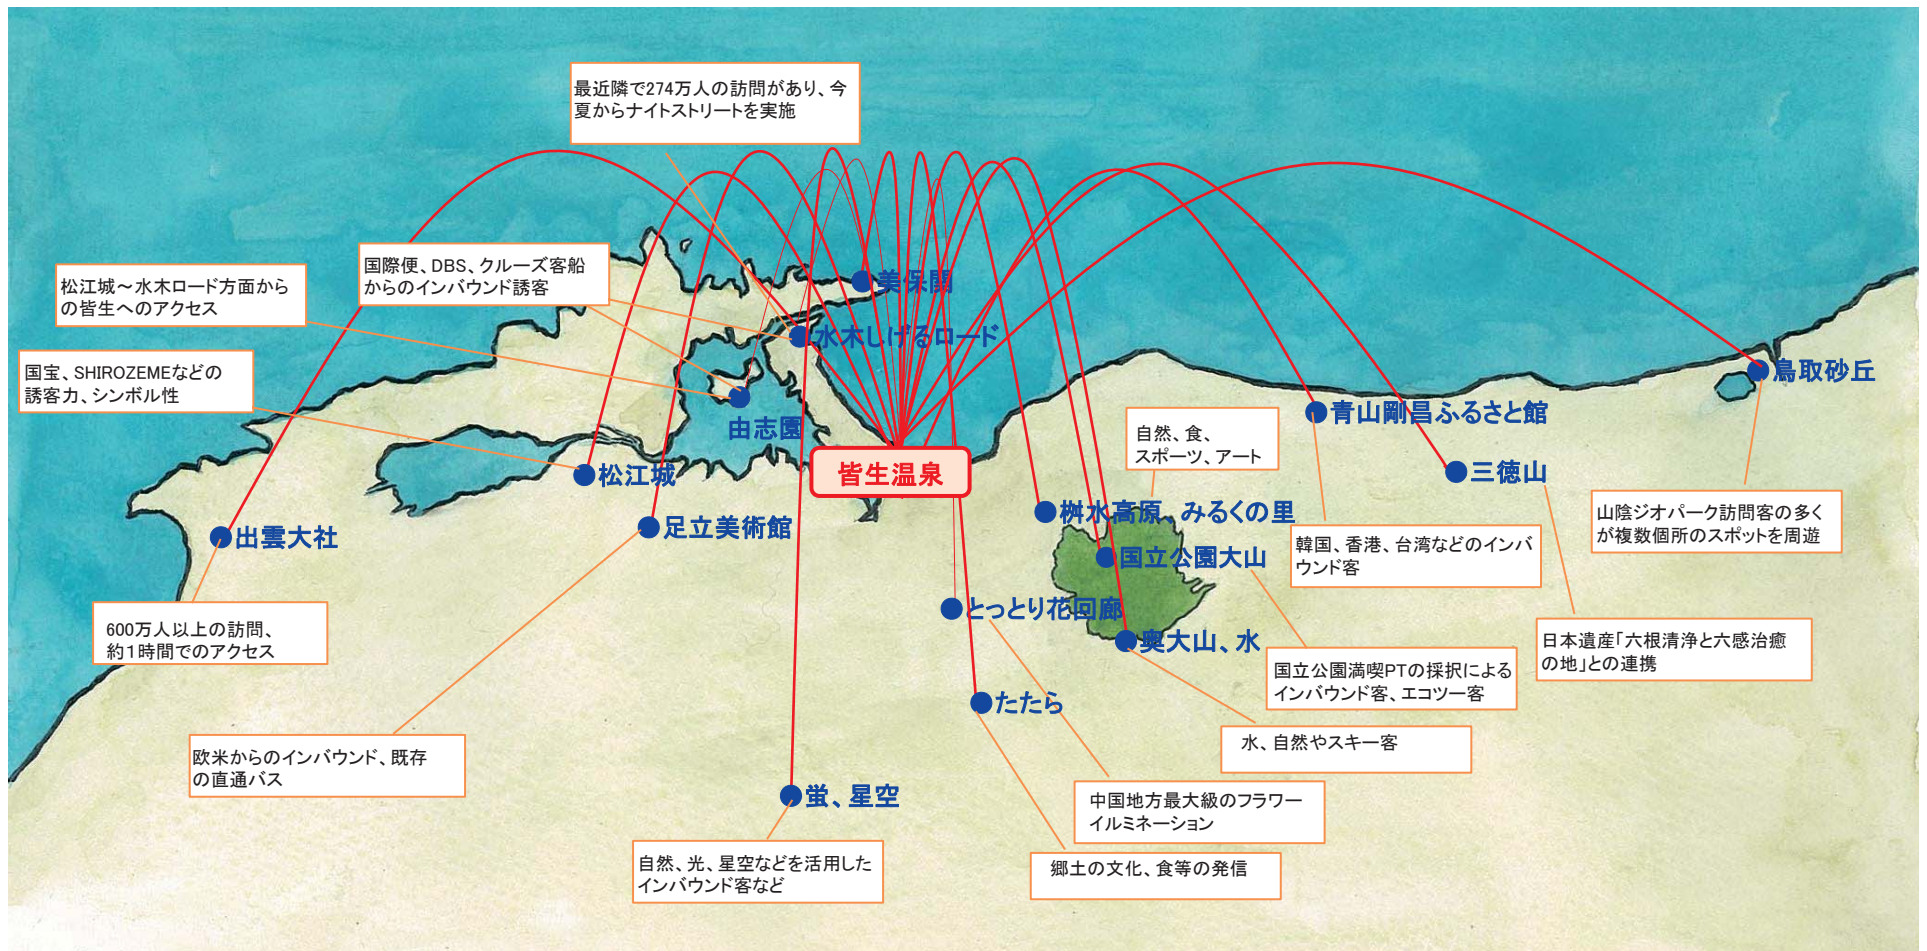 最近隣で274万人の訪問があり、今
夏からナイトストリートを実施
国際便、DBS、クルーズ客船
からのインバウンド誘客
松江城～水木ロード方面から
の皆生へのアクセス
国宝、SHIROZEMEなどの
誘客力、シンボル性
美保関
水木しげるロード
由志園
皆生温泉
松江城
足立美術館
出雲大社
鳥取砂丘
青山剛昌ふるさと館
三徳山
自然、食、
スポーツ、アート
桝水高原、みるくの里
国立公園大山
とっとり花回廊
奥大山、水
たたら
蛍、星空
山陰ジオパーク訪問客の多く
が複数個所のスポットを周遊
韓国、香港、台湾などのインバ
ウンド客
600万人以上の訪問、
約1時間でのアクセス
日本遺産「六根清浄と六感治癒
の地」との連携
国立公園満喫PTの採択による
インバウンド客、エコツー客
水、自然やスキー客
欧米からのインバウンド、既存
の直通バス
中国地方最大級のフラワー
イルミネーション
自然、光、星空などを活用した
インバウンド客など
郷土の文化、食等の発信